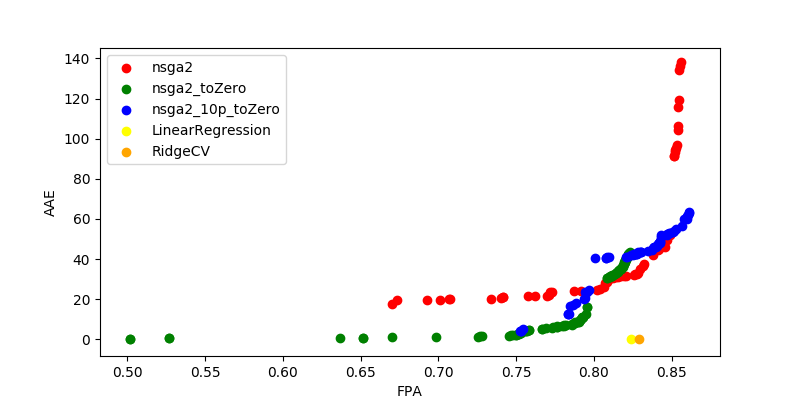 nsga2
nsga2_toZero
nsga2_10p_toZero
LinearRegression
RidgeCV
140
120
100
80
60
40
20
0
AAE
0.50 0.55 0.60 0.65 0.70 0.75 0.80 0.85
FPA